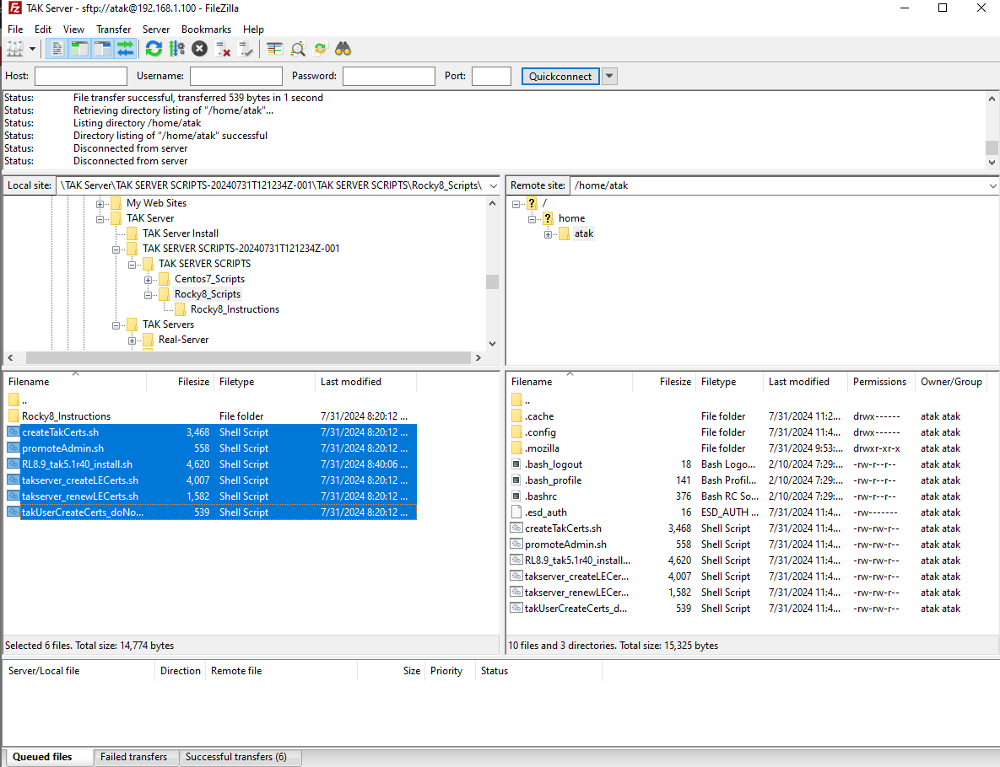 TAK Server - sftp://atak@192.168.1.100 - FileZilla
File Edit View Transfer Server Bookmarks Help
Host: Username: Password: Port: Quickconnect
Status: File transfer successful, transferred 539 bytes in 1 second
Status: Retrieving directory listing of "/home/atak"...
Status: Listing directory /home/atak
Status: Directory listing of "/home/atak" successful
Status: Disconnected from server
Status: Disconnected from server
Local site: \TAK Server\TAK SERVER SCRIPTS-20240731T121234Z-001\TAK SERVER SCRIPTS\Rocky8_Scripts\
My Web Sites
TAK Server
TAK Server Install
TAK SERVER SCRIPTS-20240731T121234Z-001
TAK SERVER SCRIPTS
Centos7_Scripts
Rocky8_Scripts
Rocky8_Instructions
TAK Servers
Real-Server
Remote site: /home/atak
/
home
atak
Filename Filesize Filetype Last modified
..
Rocky8_Instructions File folder 7/31/2024 8:20:12 ...
createTakCerts.sh 3,468 Shell Script 7/31/2024 8:20:12 ...
promoteAdmin.sh 558 Shell Script 7/31/2024 8:20:12 ...
RL8.9_tak5.1r40_install.sh 4,620 Shell Script 7/31/2024 8:40:06 ...
takserver_createLECerts.sh 4,007 Shell Script 7/31/2024 8:20:12 ...
takserver_renewLECerts.sh 1,582 Shell Script 7/31/2024 8:20:12 ...
takUserCreateCerts_doNo... 539 Shell Script 7/31/2024 8:20:12 ...
Selected 6 files. Total size: 14,774 bytes
Filename Filesize Filetype Last modified Permissions Owner/Group
..
.cache File folder 7/31/2024 11:2... drwx------ atak atak
.config File folder 7/31/2024 11:4... drwx------ atak atak
.mozilla File folder 7/31/2024 9:53:... drwxr-xr-x atak atak
.bash_logout 18 Bash Logo... 2/10/2024 7:29:... -rw-r--r-- atak atak
.bash_profile 141 Bash Profil... 2/10/2024 7:29:... -rw-r--r-- atak atak
.bashrc 376 Bash RC So... 2/10/2024 7:29:... -rw-r--r-- atak atak
.esd_auth 16 ESD_AUTH ... 7/31/2024 11:4... -rw------- atak atak
createTakCerts.sh 3,468 Shell Script 7/31/2024 11:4... -rw-rw-r-- atak atak
promoteAdmin.sh 558 Shell Script 7/31/2024 11:4... -rw-rw-r-- atak atak
RL8.9_tak5.1r40_install... 4,620 Shell Script 7/31/2024 11:4... -rw-rw-r-- atak atak
takserver_createLECer... 4,007 Shell Script 7/31/2024 11:4... -rw-rw-r-- atak atak
takserver_renewLECer... 1,582 Shell Script 7/31/2024 11:4... -rw-rw-r-- atak atak
takUserCreateCerts_d... 539 Shell Script 7/31/2024 11:4... -rw-rw-r-- atak atak
10 files and 3 directories. Total size: 15,325 bytes
Server/Local file Direction Remote file Size Priority Status
Queued files Failed transfers Successful transfers (6)